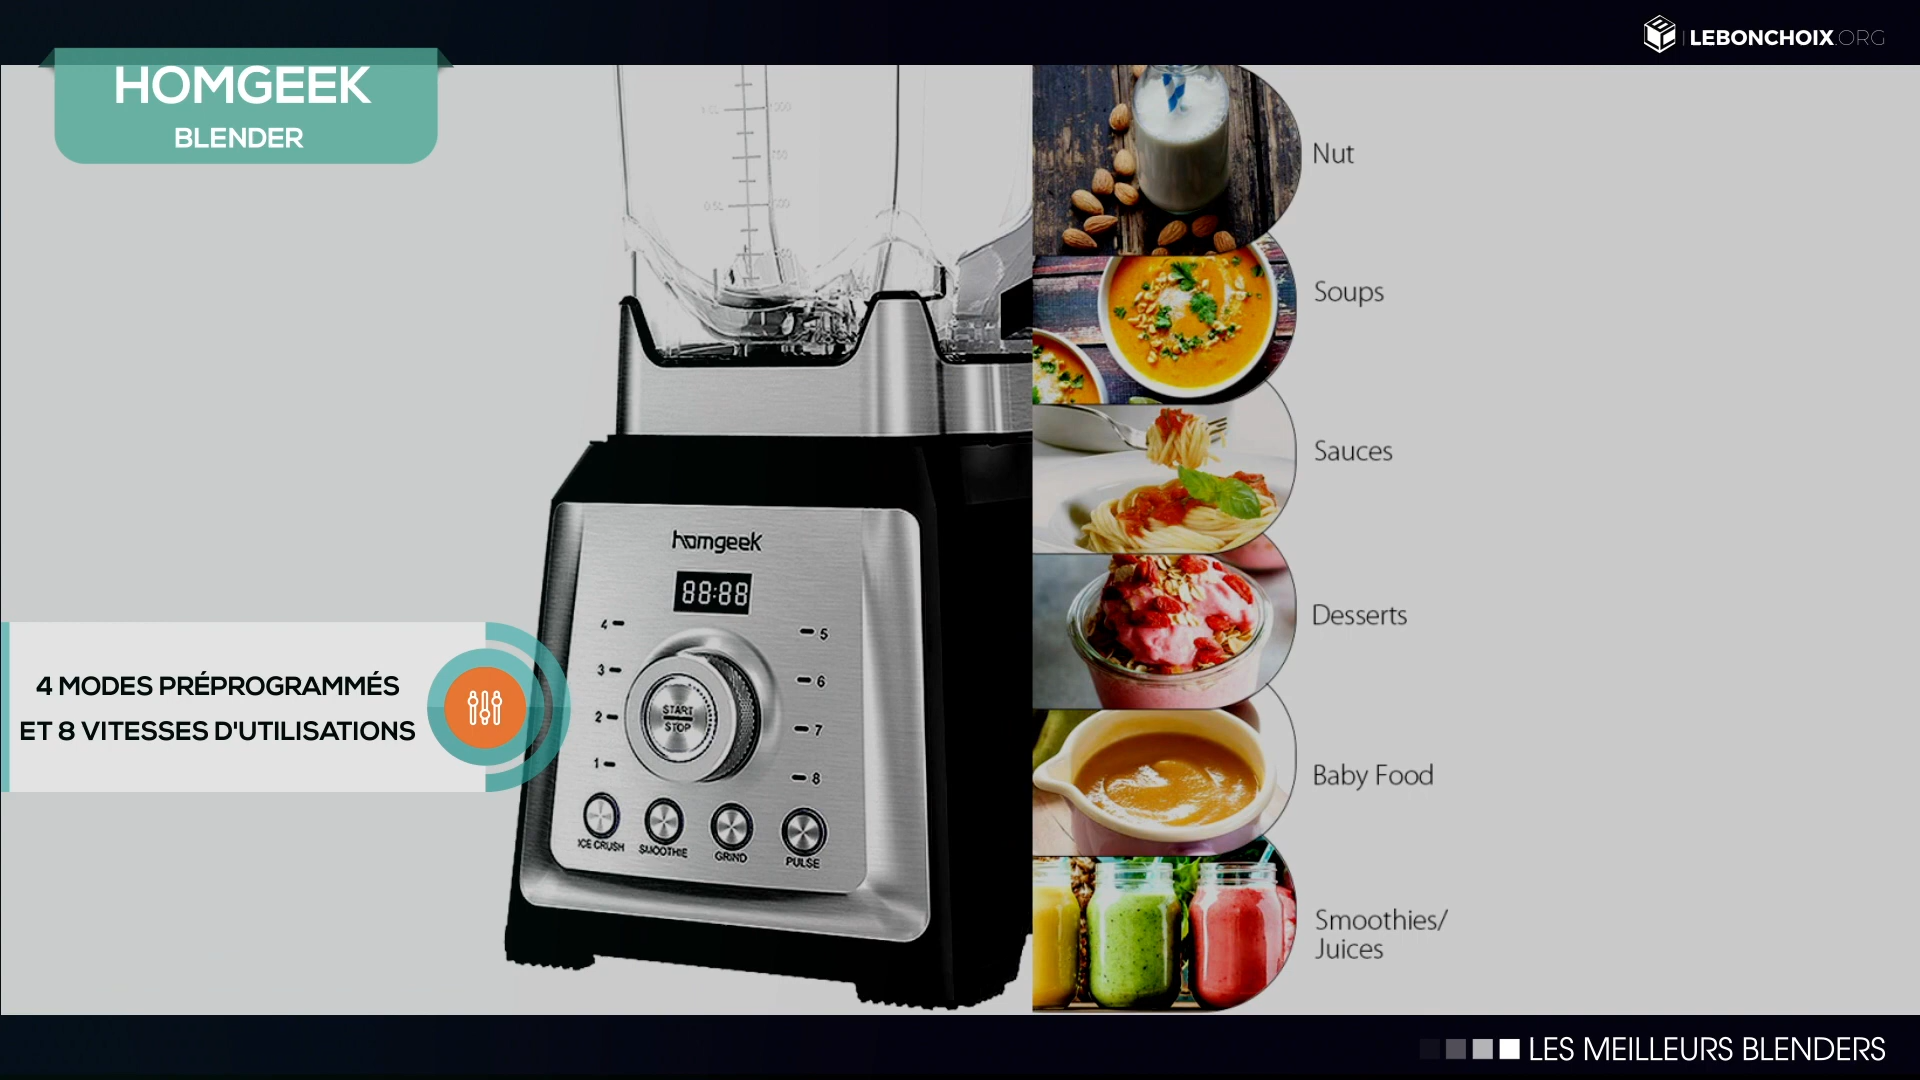 LEBONCHOIX.ORG
HOMGEEK
BLENDER
Nut
Soups
Sauces
Desserts
Baby Food
Smoothies/
Juices
homgeek
88:88
4
5
3
6
2
7
1
8
START
STOP
ICE CRUSH
SMOOTHIE
GRIND
PULSE
4 MODES PRÉPROGRAMMÉS
ET 8 VITESSES D'UTILISATIONS
LES MEILLEURS BLENDERS